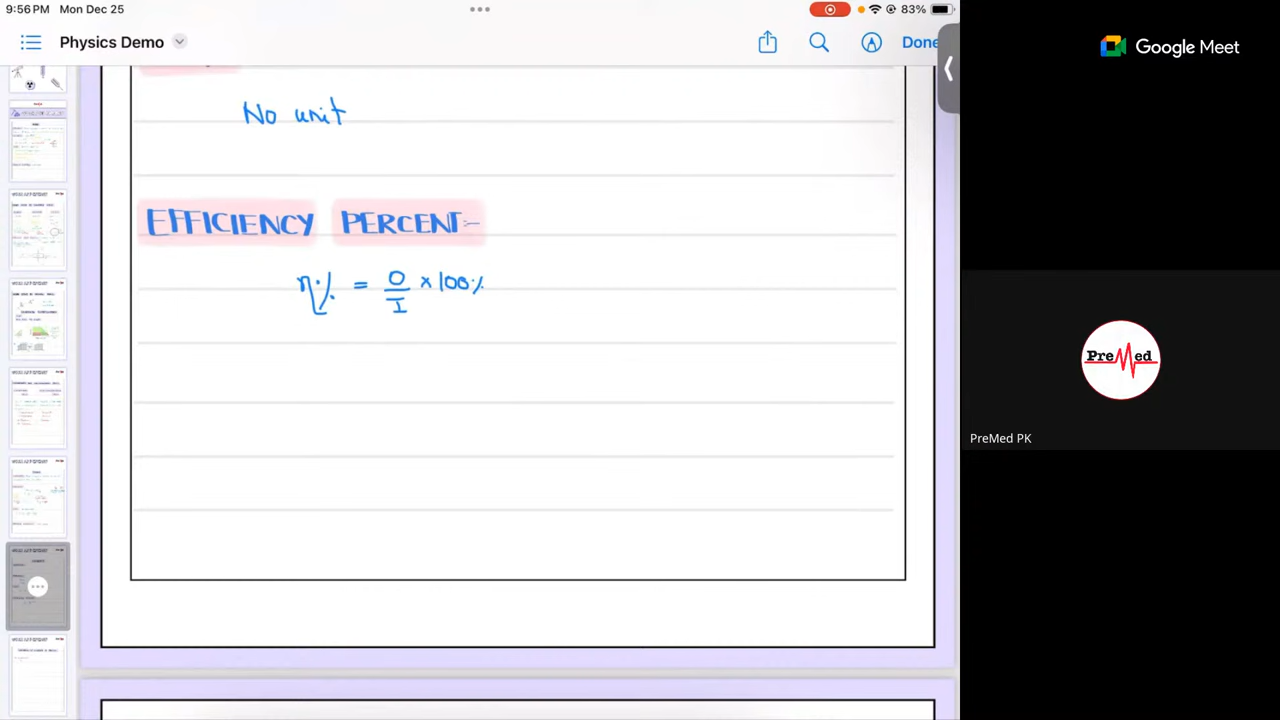 9:56 PM Mon Dec 25
83%
Physics Demo
Done
Google Meet
No unit
EFFICIENCY PERCENT:-
η% = O/I × 100%
PreMed
PreMed PK